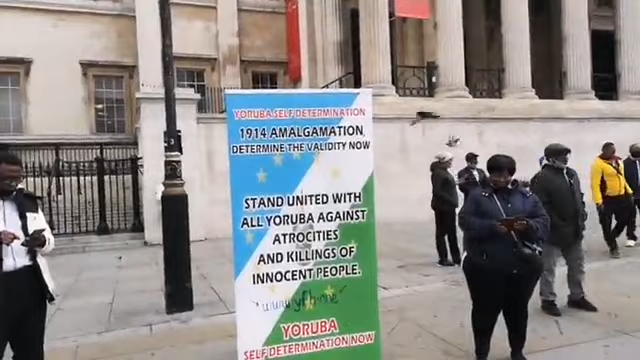 YORUBA SELF DETERMINATION
1914 AMALGAMATION,
DETERMINE THE VALIDITY NOW
STAND UNITED WITH
ALL YORUBA AGAINST
ATROCITIES
AND KILLINGS OF
INNOCENT PEOPLE.
YORUBA
SELF DETERMINATION NOW